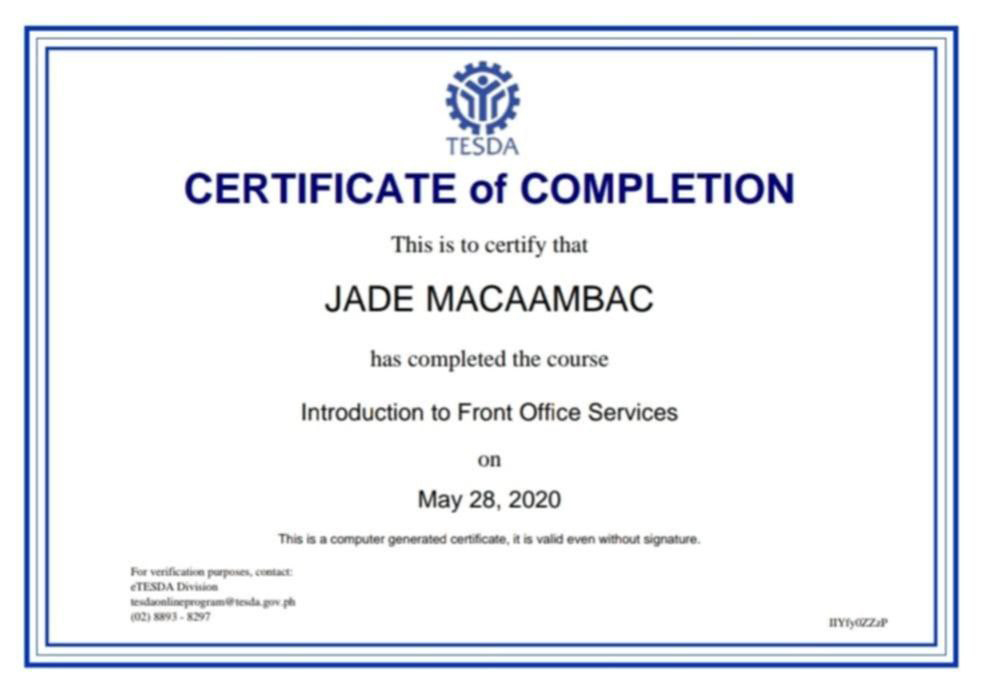 TESDA
CERTIFICATE of COMPLETION
This is to certify that
JADE MACAAMBAC
has completed the course
Introduction to Front Office Services
on
May 28, 2020
This is a computer generated certificate, it is valid even without signature.
For verification purposes, contact:
eTESDA Division
tesdaonlineprogram@tesda.gov.ph
(02) 8893 - 8297